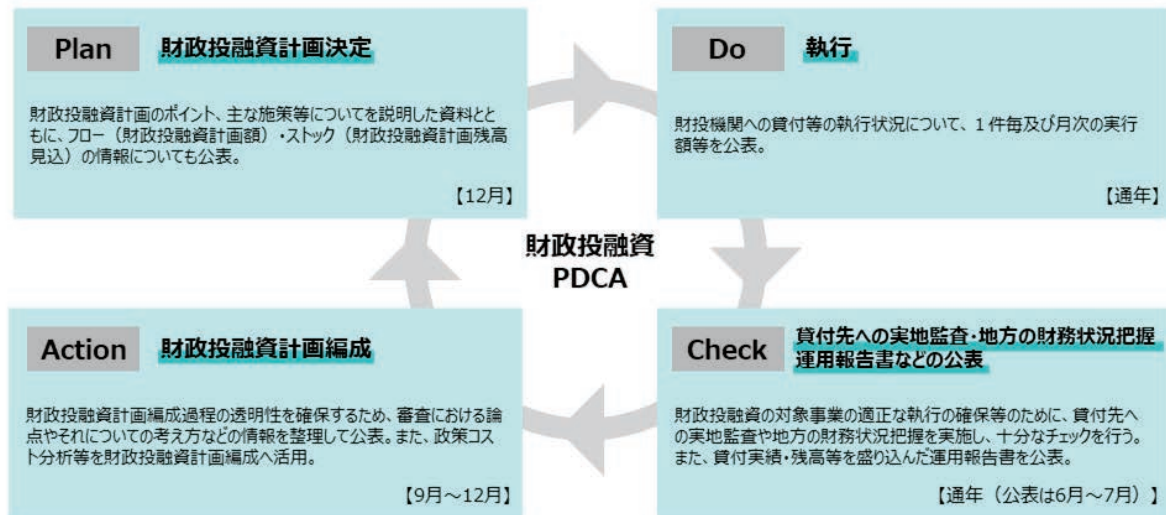 Plan
財政投融資計画決定
財政投融資計画のポイント、主な施策等についてを説明した資料とと
もに、フロー（財政投融資計画額）・ストック（財政投融資計画残高
見込）の情報についても公表。
【12月】
Do
執行
財投機関への貸付等の執行状況について、１件毎及び月次の実行
額等を公表。
【通年】
財政投融資
PDCA
Action
財政投融資計画編成
財政投融資計画編成過程の透明性を確保するため、審査における論
点やそれについての考え方などの情報を整理して公表。また、政策コス
ト分析等を財政投融資計画編成へ活用。
【9月～12月】
Check
貸付先への実地監査・地方の財務状況把握
運用報告書などの公表
財政投融資の対象事業の適正な執行の確保等のために、貸付先へ
の実地監査や地方の財務状況把握を実施し、十分なチェックを行う。
また、貸付実績・残高等を盛り込んだ運用報告書を公表。
【通年（公表は6月～7月）】